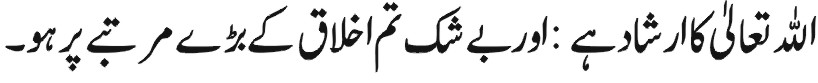 اللہ تعالیٰ کا ارشاد ہے :اور بے شک تم اخلاق کے بڑے مرتبے پر ہو۔